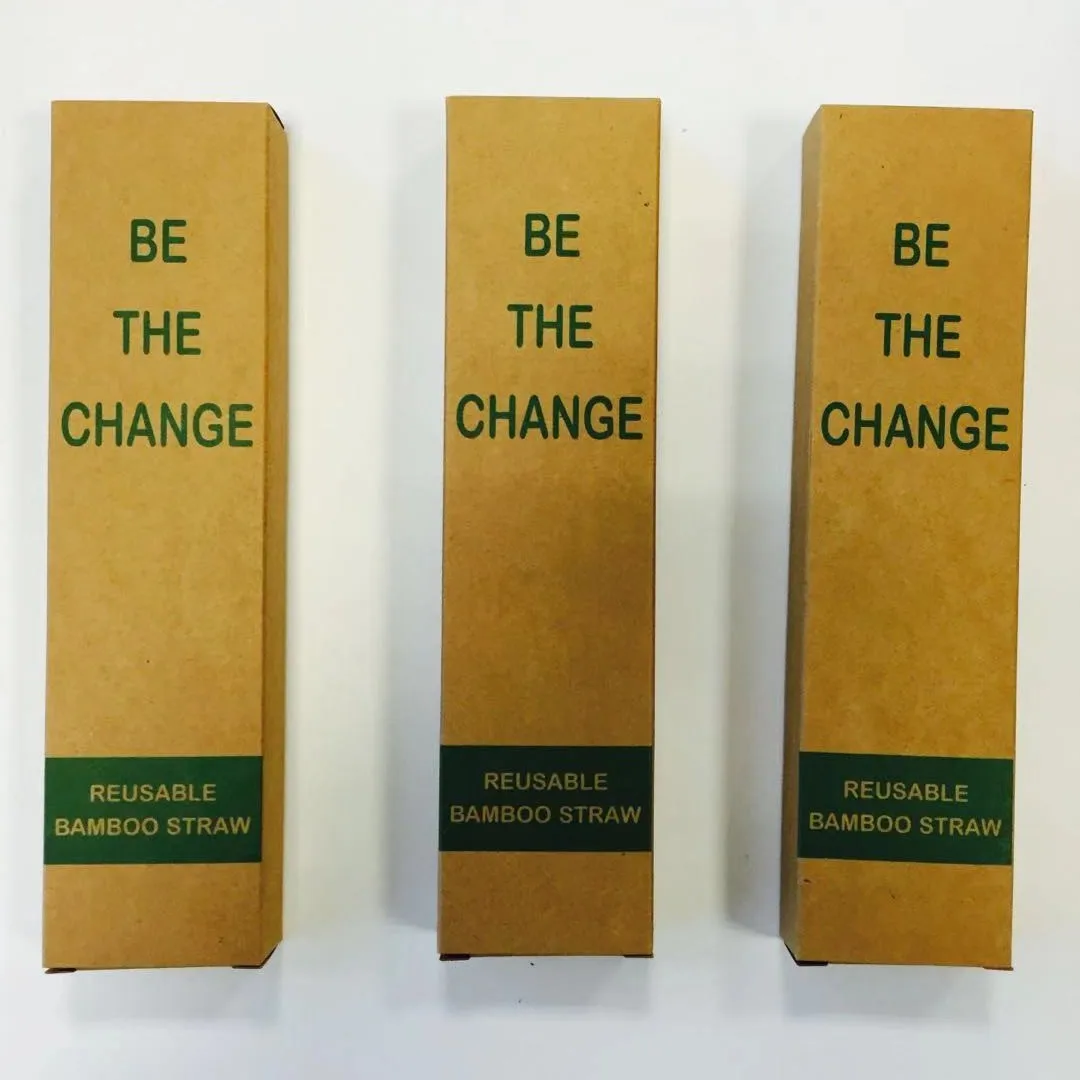 BE
THE
CHANGE
REUSABLE
BAMBOO STRAW
BE
THE
CHANGE
REUSABLE
BAMBOO STRAW
BE
THE
CHANGE
REUSABLE
BAMBOO STRAW